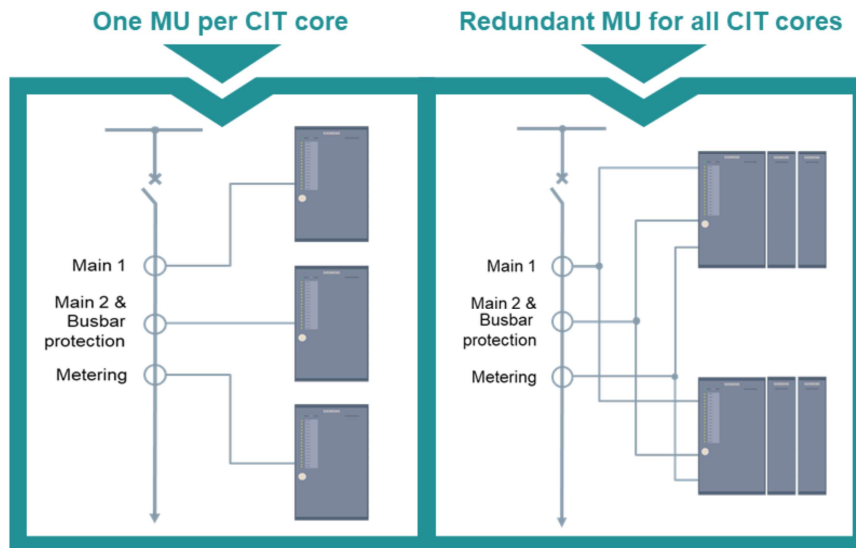 One MU per CIT core
Redundant MU for all CIT cores
Main 1
Main 2 &
Busbar
protection
Metering
Main 1
Main 2 &
Busbar
protection
Metering